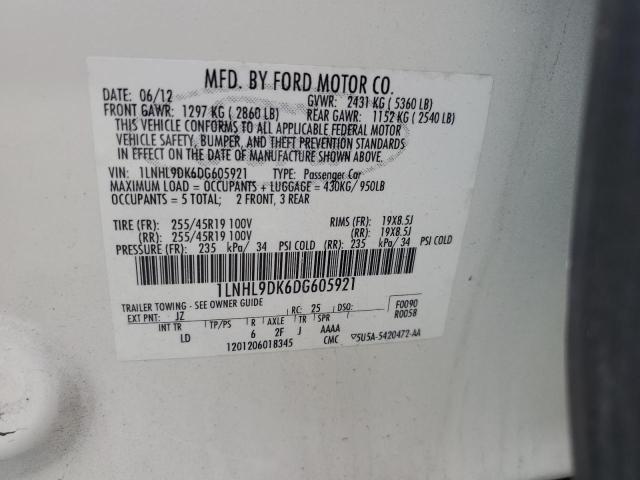 MFD. BY FORD MOTOR CO.
DATE: 06/12 GVWR: 2431 KG ( 5360 LB)
FRONT GAWR: 1297 KG ( 2860 LB) REAR GAWR: 1152 KG ( 2540 LB)
THIS VEHICLE CONFORMS TO ALL APPLICABLE FEDERAL MOTOR
VEHICLE SAFETY, BUMPER, AND THEFT PREVENTION STANDARDS
IN EFFECT ON THE DATE OF MANUFACTURE SHOWN ABOVE.
VIN: 1LNHL9DK6DG605921 TYPE: Passenger Car
MAXIMUM LOAD = OCCUPANTS + LUGGAGE = 430KG/ 950LB
OCCUPANTS = 5 TOTAL; 2 FRONT, 3 REAR
TIRE (FR): 255/45R19 100V RIMS (FR): 19X8.5J
(RR): 255/45R19 100V (RR): 19X8.5J
PRESSURE (FR): 235 kPa/ 34 PSI COLD (RR): 235 kPa/ 34 PSI COLD
1LNHL9DK6DG605921
TRAILER TOWING - SEE OWNER GUIDE
EXT PNT: JZ RC: 25 DSO: F0090
R0058
INT TR TP/PS R AXLE TR SPR
LD 6 2F J AAAA
1201206018345 CMC ▽5U5A-5420472-AA